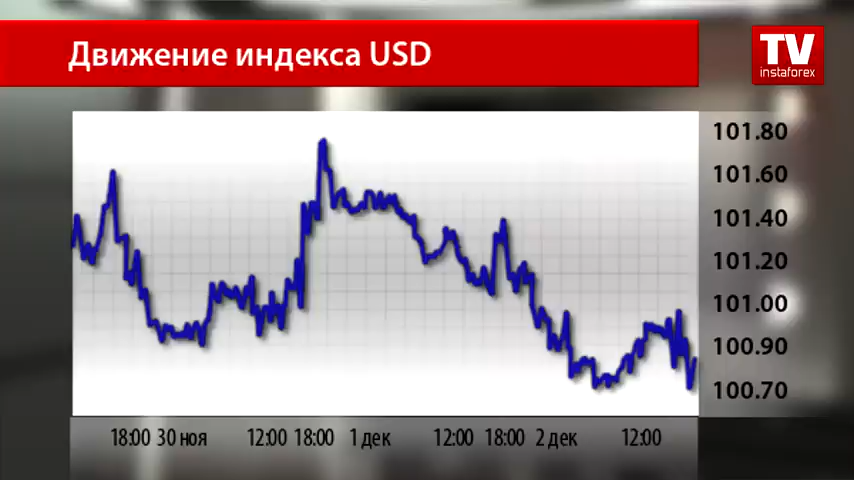 Движение индекса USD
TV
instaforex
101.80
101.60
101.40
101.20
101.00
100.90
100.70
18:00 30 ноя 12:00 18:00 1 дек 12:00 18:00 2 дек 12:00